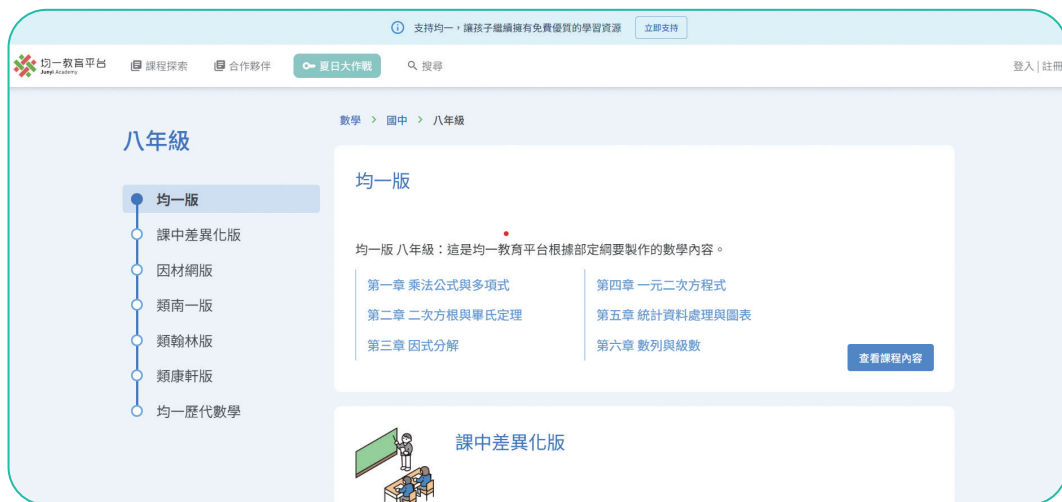 支持均一，讓孩子繼續擁有免費優質的學習資源 立即支持
均一教育平台
Junyi Academy
課程探索 合作夥伴 夏日大作戰 搜尋 登入 | 註冊
八年級
均一版
課中差異化版
因材網版
類南一版
類翰林版
類康軒版
均一歷代數學
數學 > 國中 > 八年級
均一版
均一版 八年級：這是均一教育平台根據部定綱要製作的數學內容。
第一章 乘法公式與多項式
第二章 二次方根與畢氏定理
第三章 因式分解
第四章 一元二次方程式
第五章 統計資料處理與圖表
第六章 數列與級數
查看課程內容
課中差異化版